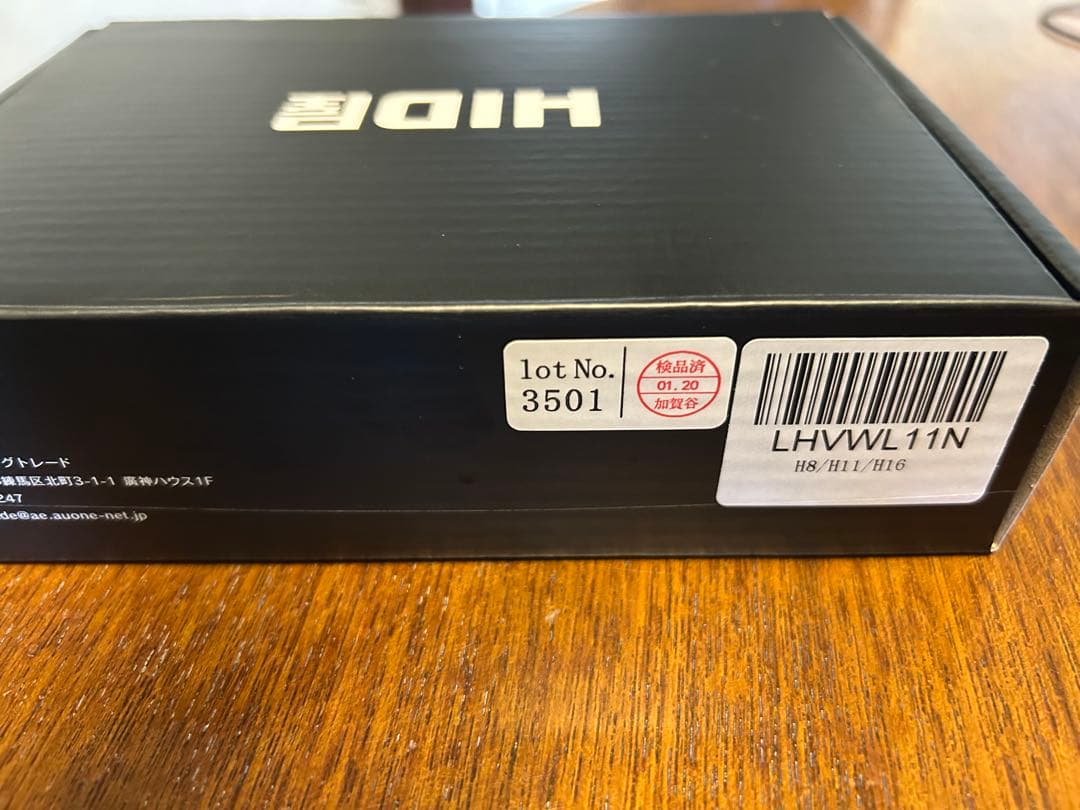 HID屋
lot No.
3501
検品済
01.20
加賀谷
LHVWL11N
H8/H11/H16
グトレード
練馬区北町3-1-1 廣神ハウス1F
247
de@ae.auone-net.jp